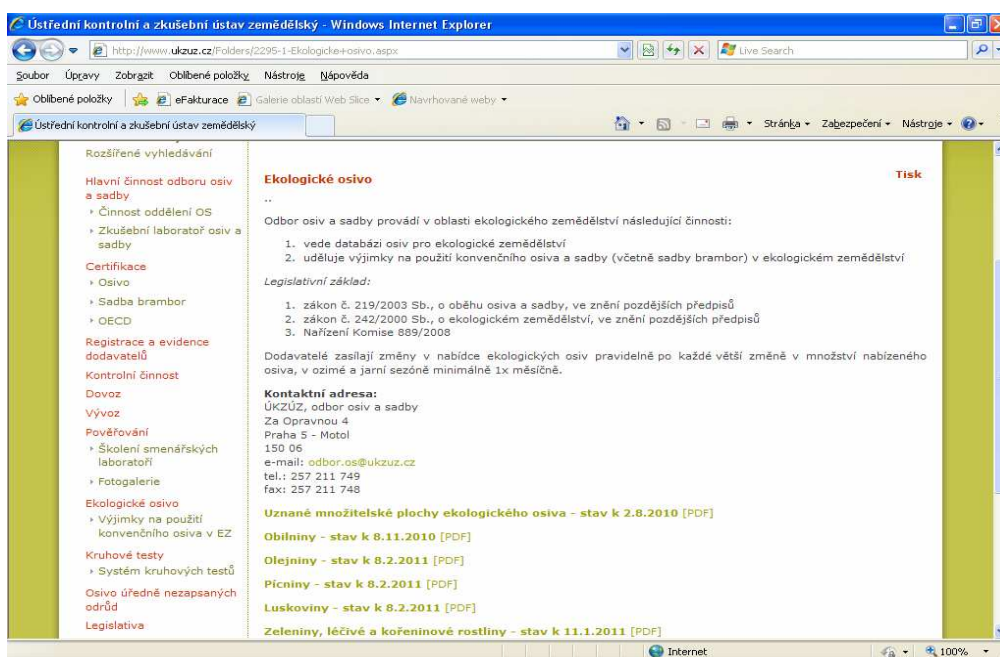 Ústřední kontrolní a zkušební ústav zemědělský - Windows Internet Explorer
http://www.ukzuz.cz/Folders/2295-1-Ekologicke+osivo.aspx
Live Search
Soubor Úpravy Zobrazit Oblíbené položky Nástroje Nápověda
Oblíbené položky eFakturace Galerie oblastí Web Slice Navrhované weby
Ústřední kontrolní a zkušební ústav zemědělsk
Stránka Zabezpečení Nástroje
Rozšířené vyhledávání
Hlavní činnost odboru osiv
a sadby
Činnost oddělení OS
Zkušební laboratoř osiv a
sadby
Certifikace
Osivo
Sadba brambor
OECD
Registrace a evidence
dodavatelů
Kontrolní činnost
Dovoz
Vývoz
Pověřování
Školení smenářských
laboratoří
Fotogalerie
Ekologické osivo
Výjimky na použití
konvenčního osiva v EZ
Kruhové testy
Systém kruhových testů
Osivo úředně nezapsaných
odrůd
Legislativa
Ekologické osivo
Tisk
..
Odbor osiv a sadby provádí v oblasti ekologického zemědělství následující činnosti:
1. vede databázi osiv pro ekologické zemědělství
2. uděluje výjimky na použití konvenčního osiva a sadby (včetně sadby brambor) v ekologickém zemědělství
Legislativní základ:
1. zákon č. 219/2003 Sb., o oběhu osiva a sadby, ve znění pozdějších předpisů
2. zákon č. 242/2000 Sb., o ekologickém zemědělství, ve znění pozdějších předpisů
3. Nařízení Komise 889/2008
Dodavatelé zasílají změny v nabídce ekologických osiv pravidelně po každé větší změně v množství nabízeného
osiva, v ozimé a jarní sezóně minimálně 1x měsíčně.
Kontaktní adresa:
ÚKZÚZ, odbor osiv a sadby
Za Opravnou 4
Praha 5 - Motol
150 06
e-mail: odbor.os@ukzuz.cz
tel.: 257 211 749
fax: 257 211 748
Uznané množitelské plochy ekologického osiva - stav k 2.8.2010 [PDF]
Obilniny - stav k 8.11.2010 [PDF]
Olejniny - stav k 8.2.2011 [PDF]
Pícniny - stav k 8.2.2011 [PDF]
Luskoviny - stav k 8.2.2011 [PDF]
Zeleniny, léčivé a kořeninové rostliny - stav k 11.1.2011 [PDF]
Internet
100%